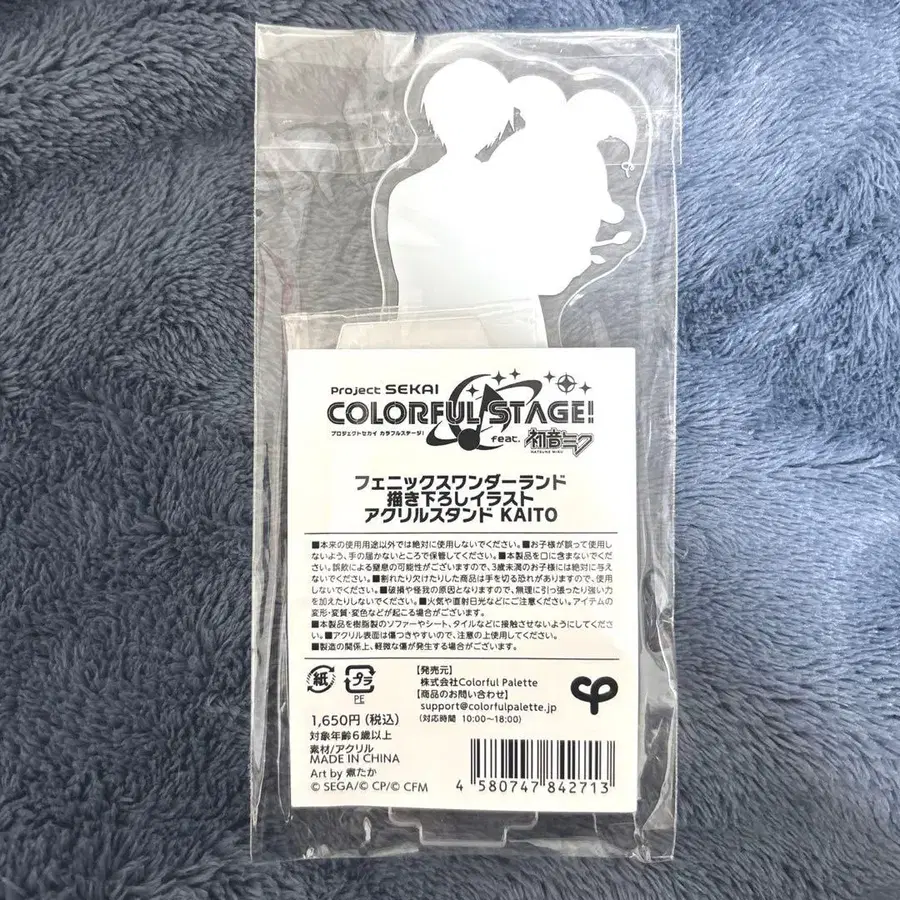 Project SEKAI
COLORFUL STAGE!
プロジェクトセカイ カラフルステージ!
feat. 初音ミク
HATSUNE MIKU
フェニックスワンダーランド
描き下ろしイラスト
アクリルスタンド KAITO
■本来の使用用途以外では絶対に使用しないでください。■お子様が誤って使用し
ないよう、手の届かないところで保管してください。■本製品を口に含まないでくだ
さい。誤飲による窒息の可能性がございますので、3歳未満のお子様には絶対に与え
ないでください。■割れたり欠けたりした商品は手を切る恐れがありますので、使用
しないでください。■破損や怪我の原因となりますので、無理に引っ張ったり強い力
を加えたりしないでください。■火気や直射日光などにご注意ください。アイテムの
変形・変質・変色などが起こる場合がございます。
■本製品を樹脂製のソファーやシート、タイルなどに接触させないようにしてくださ
い。■アクリル表面は傷つきやすいので、注意の上使用してください。
■製造の関係上、軽微な傷が発生する場合がございます。
紙
プラ
PE
【発売元】
株式会社Colorful Palette
【商品のお問い合わせ】
support@colorfulpalette.jp
(対応時間 10:00~18:00)
cp
1,650円(税込)
対象年齢6歳以上
素材/アクリル
MADE IN CHINA
Art by 煮たか
© SEGA/© CP/© CFM
4 580747 842713